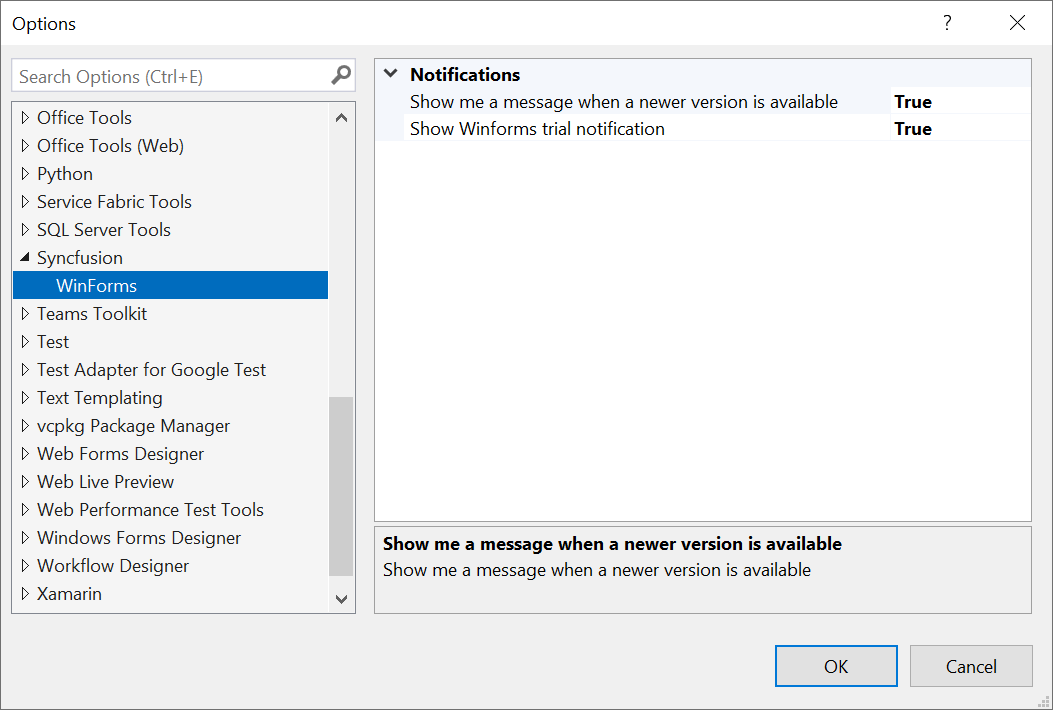 Options
?
Search Options (Ctrl+E)
Office Tools
Office Tools (Web)
Python
Service Fabric Tools
SQL Server Tools
Syncfusion
WinForms
Teams Toolkit
Test
Test Adapter for Google Test
Text Templating
vcpkg Package Manager
Web Forms Designer
Web Live Preview
Web Performance Test Tools
Windows Forms Designer
Workflow Designer
Xamarin
Notifications
Show me a message when a newer version is available True
Show Winforms trial notification True
Show me a message when a newer version is available
Show me a message when a newer version is available
OK Cancel